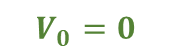 V₀ = 0